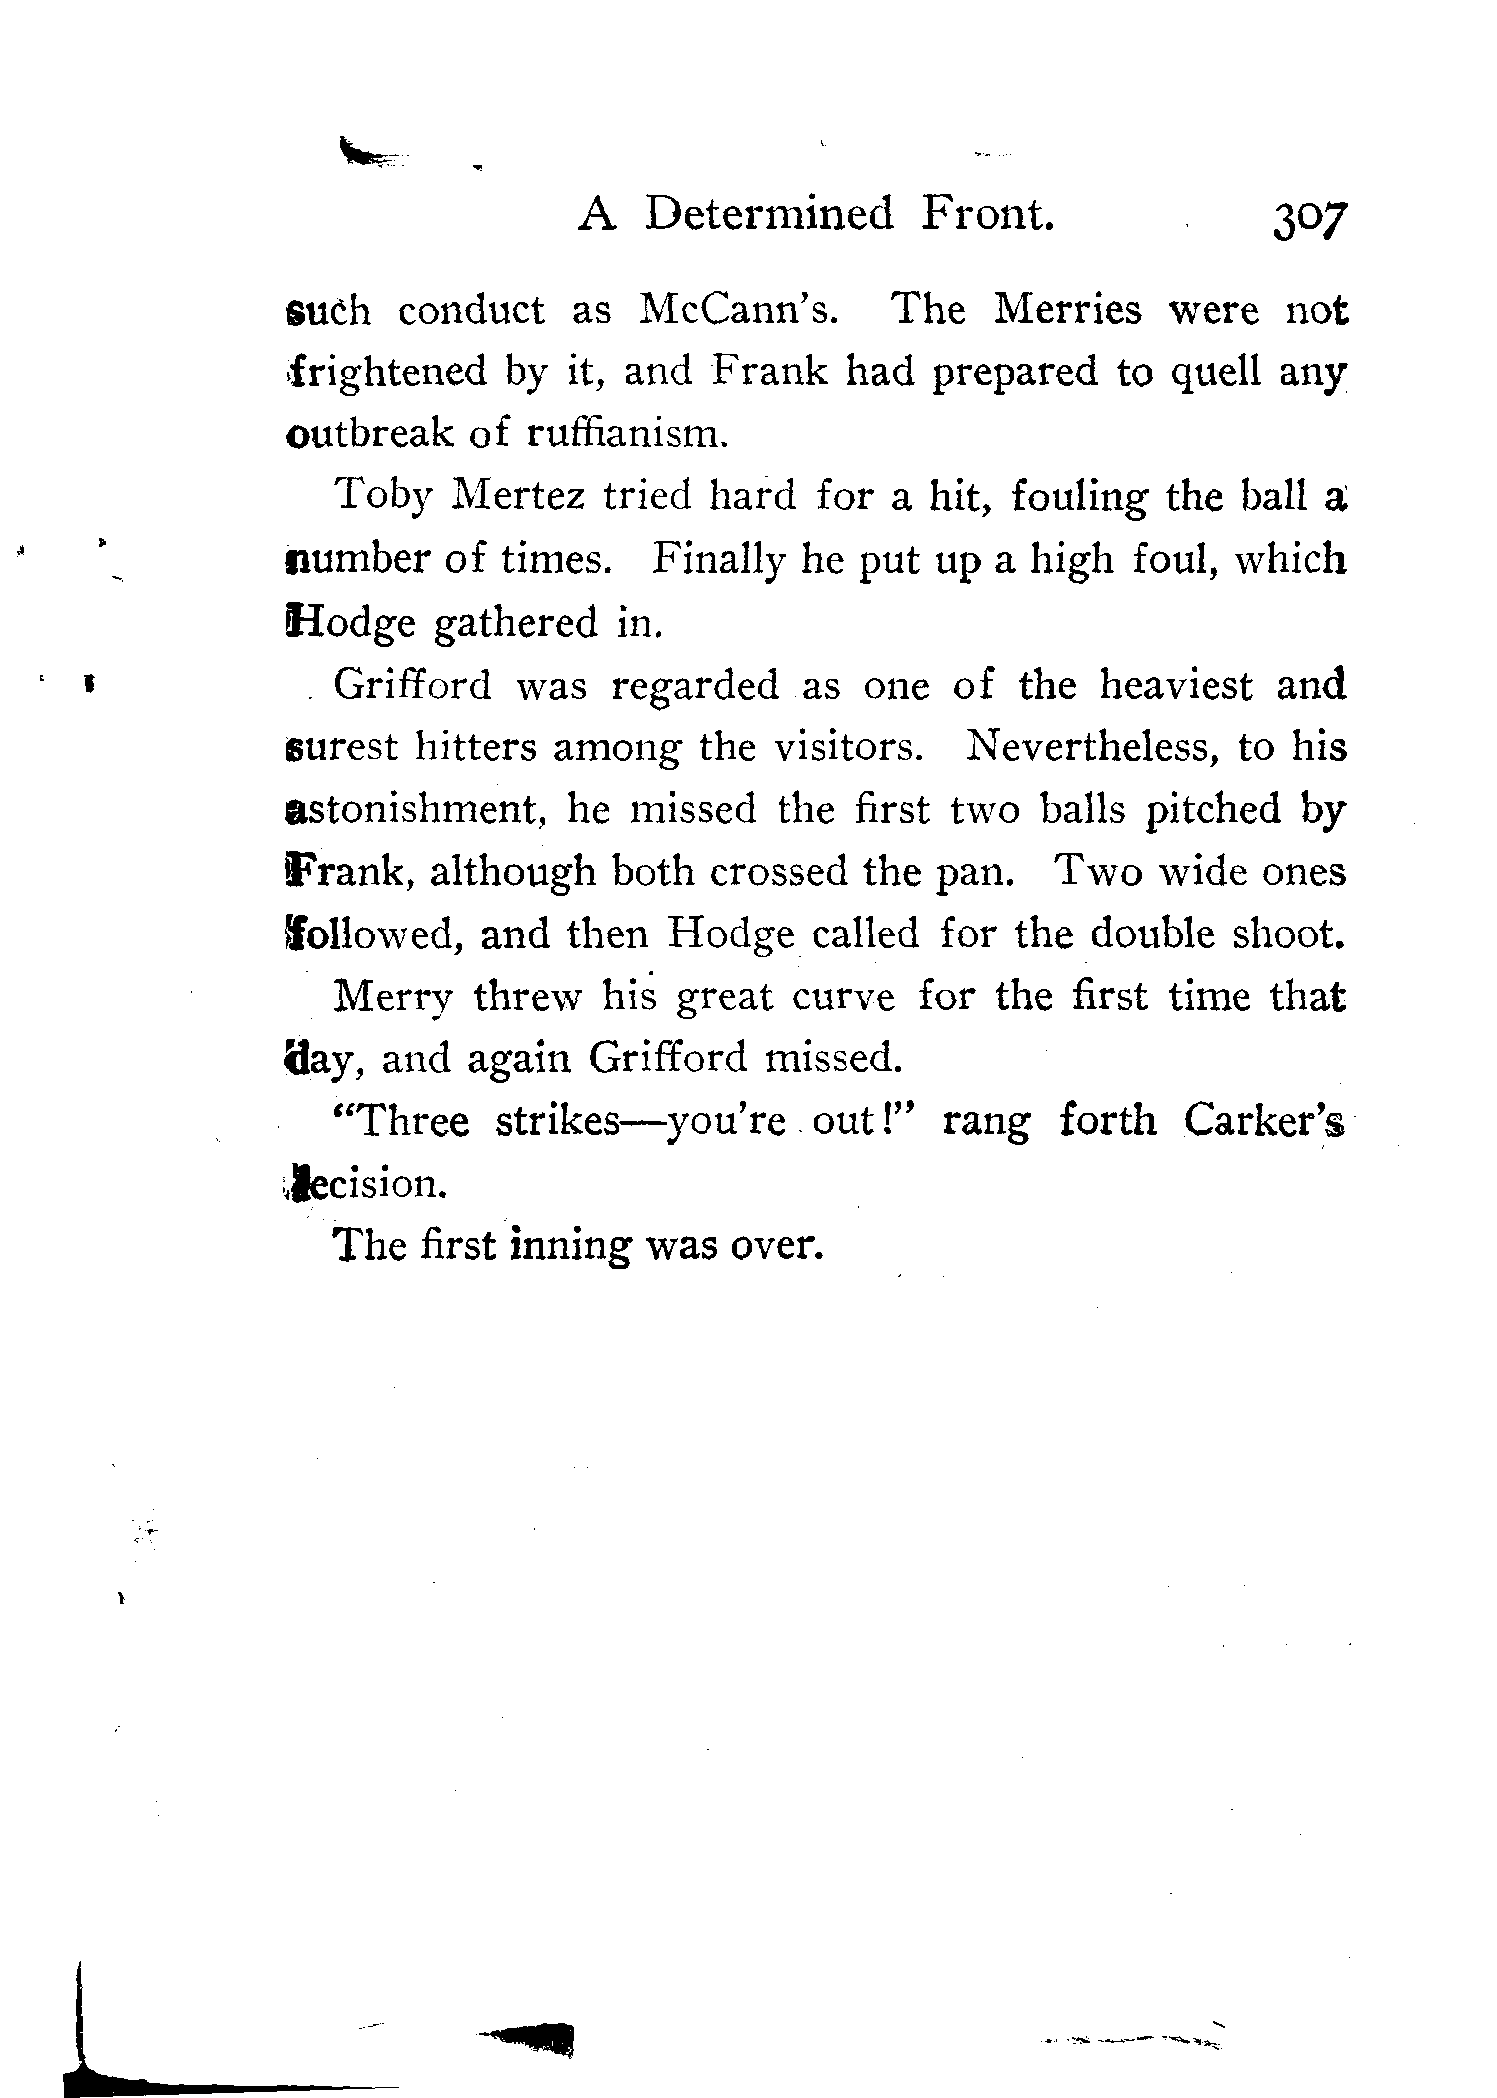 A Determined Front. 307
such conduct as McCann's. The Merries were not
frightened by it, and Frank had prepared to quell any
outbreak of ruffianism.
Toby Mertez tried hard for a hit, fouling the ball a
number of times. Finally he put up a high foul, which
Hodge gathered in.
Grifford was regarded as one of the heaviest and
surest hitters among the visitors. Nevertheless, to his
astonishment, he missed the first two balls pitched by
Frank, although both crossed the pan. Two wide ones
followed, and then Hodge called for the double shoot.
Merry threw his great curve for the first time that
day, and again Grifford missed.
"Three strikes—you're out!" rang forth Carker's
decision.
The first inning was over.